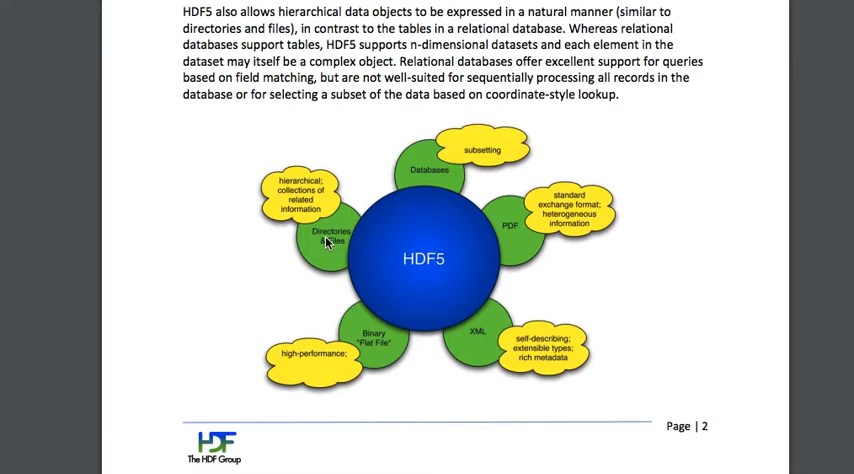 HDF5 also allows hierarchical data objects to be expressed in a natural manner (similar to
directories and files), in contrast to the tables in a relational database. Whereas relational
databases support tables, HDF5 supports n-dimensional datasets and each element in the
dataset may itself be a complex object. Relational databases offer excellent support for queries
based on field matching, but are not well-suited for sequentially processing all records in the
database or for selecting a subset of the data based on coordinate-style lookup.
subsetting
Databases
hierarchical;
collections of
related
information
standard
exchange format;
heterogeneous
information
PDF
Directories
& Files
HDF5
Binary
"Flat File"
XML
high-performance;
self-describing;
extensible types;
rich metadata
Page | 2
HDF
The HDF Group